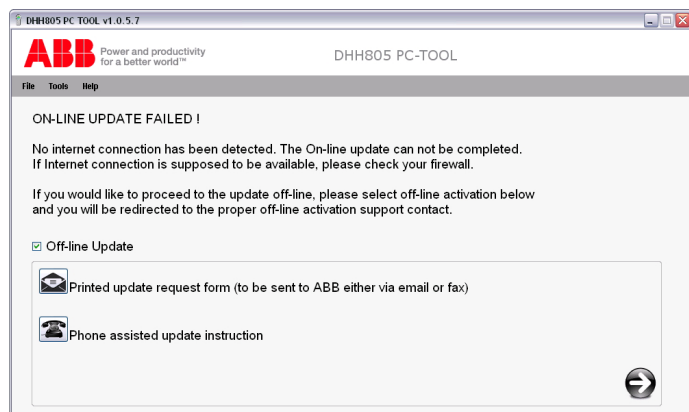 DHH805 PC TOOL v1.0.5.7
ABB
Power and productivity
for a better world™
DHH805 PC-TOOL
File Tools Help
ON-LINE UPDATE FAILED !
No internet connection has been detected. The On-line update can not be completed.
If Internet connection is supposed to be available, please check your firewall.
If you would like to proceed to the update off-line, please select off-line activation below
and you will be redirected to the proper off-line activation support contact.
Off-line Update
Printed update request form (to be sent to ABB either via email or fax)
Phone assisted update instruction